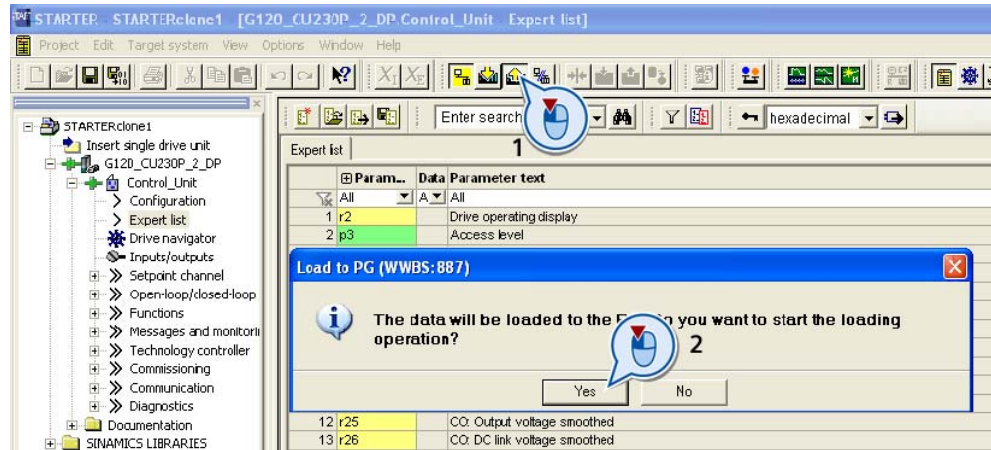 STARTER - STARTERclone1 - [G120_CU230P_2_DP.Control_Unit - Expert list]
Project Edit Target system View Options Window Help
Enter search
hexadecimal
STARTERclone1
Insert single drive unit
G120_CU230P_2_DP
Control_Unit
Configuration
Expert list
Drive navigator
Inputs/outputs
Setpoint channel
Open-loop/closed-loop
Functions
Messages and monitorin
Technology controller
Commissioning
Communication
Diagnostics
Documentation
SINAMICS LIBRARIES
1
Expert list
Param... Data Parameter text
All A All
1 r2 Drive operating display
2 p3 Access level
Load to PG (WWBS:887)
The data will be loaded to the you want to start the loading
operation?
2
Yes No
12 r25 CO: Output voltage smoothed
13 r26 CO: DC link voltage smoothed